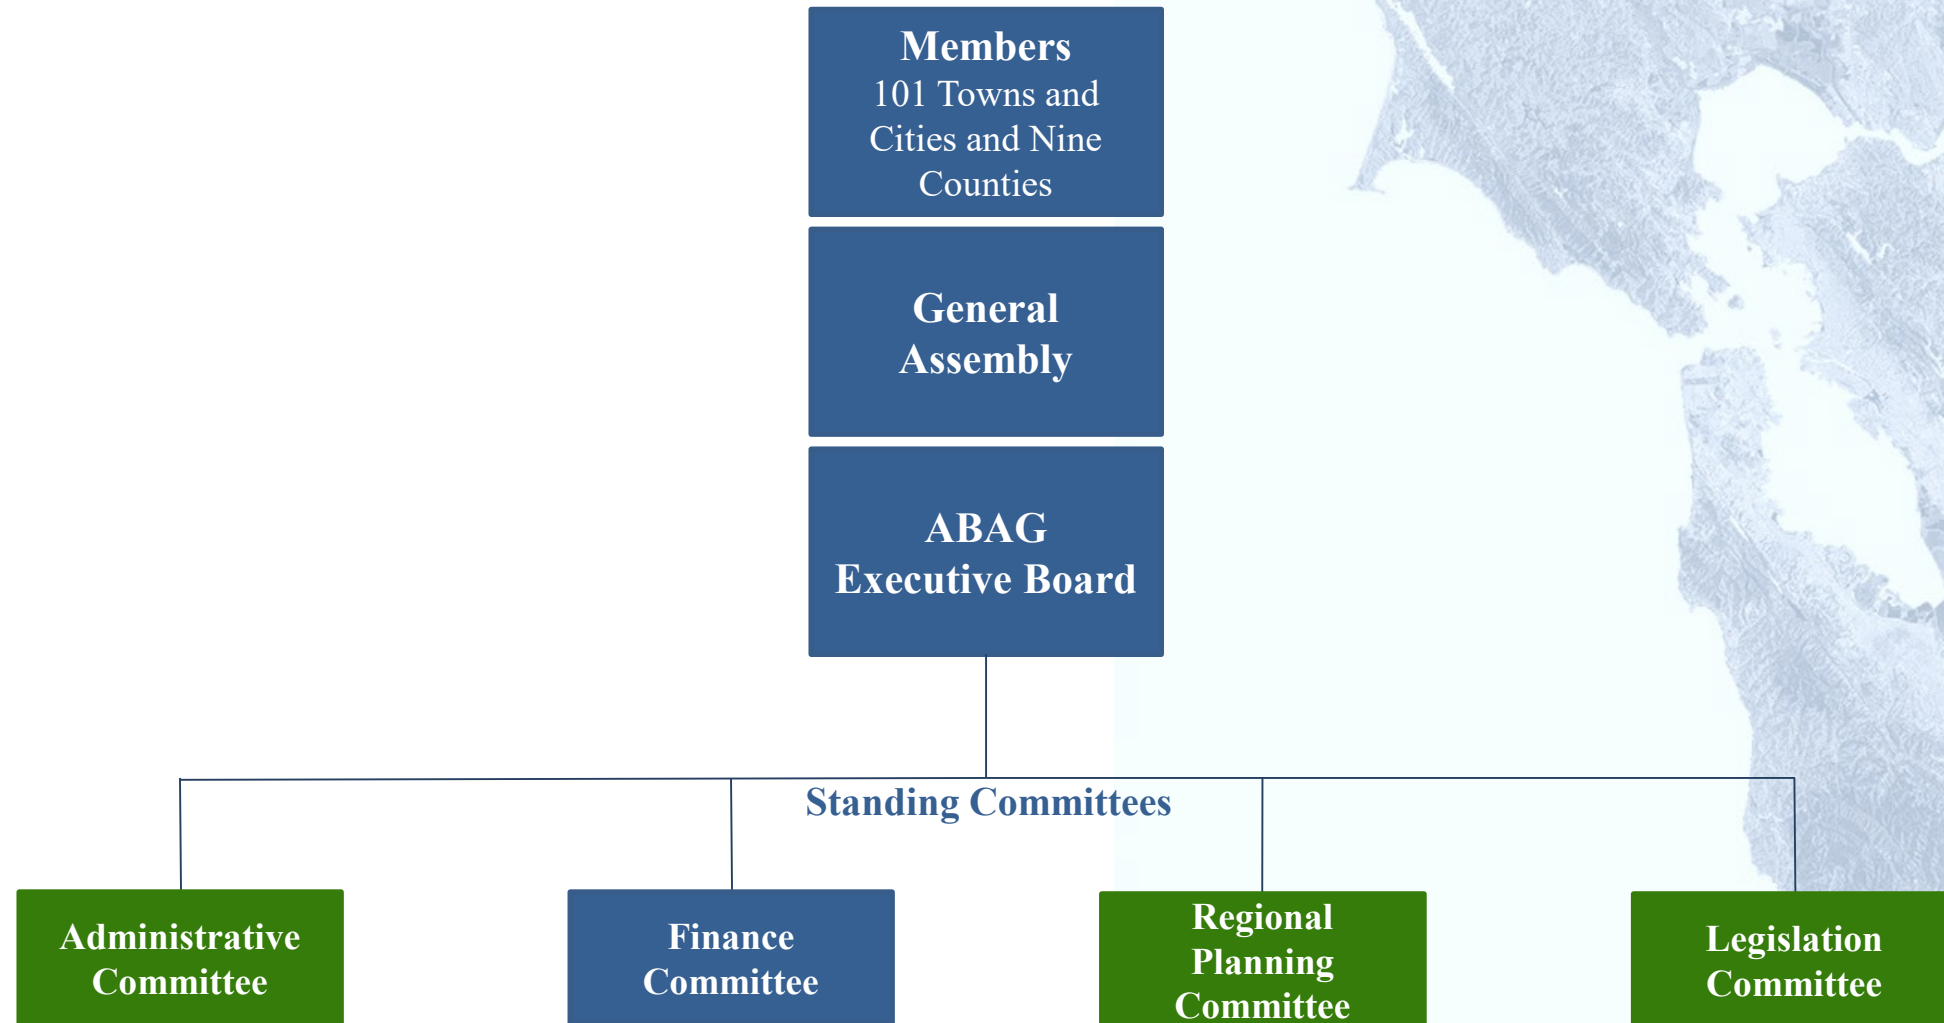 Members
101 Towns and
Cities and Nine
Counties
General
Assembly
ABAG
Executive Board
Standing Committees
Administrative
Committee
Finance
Committee
Regional
Planning
Committee
Legislation
Committee